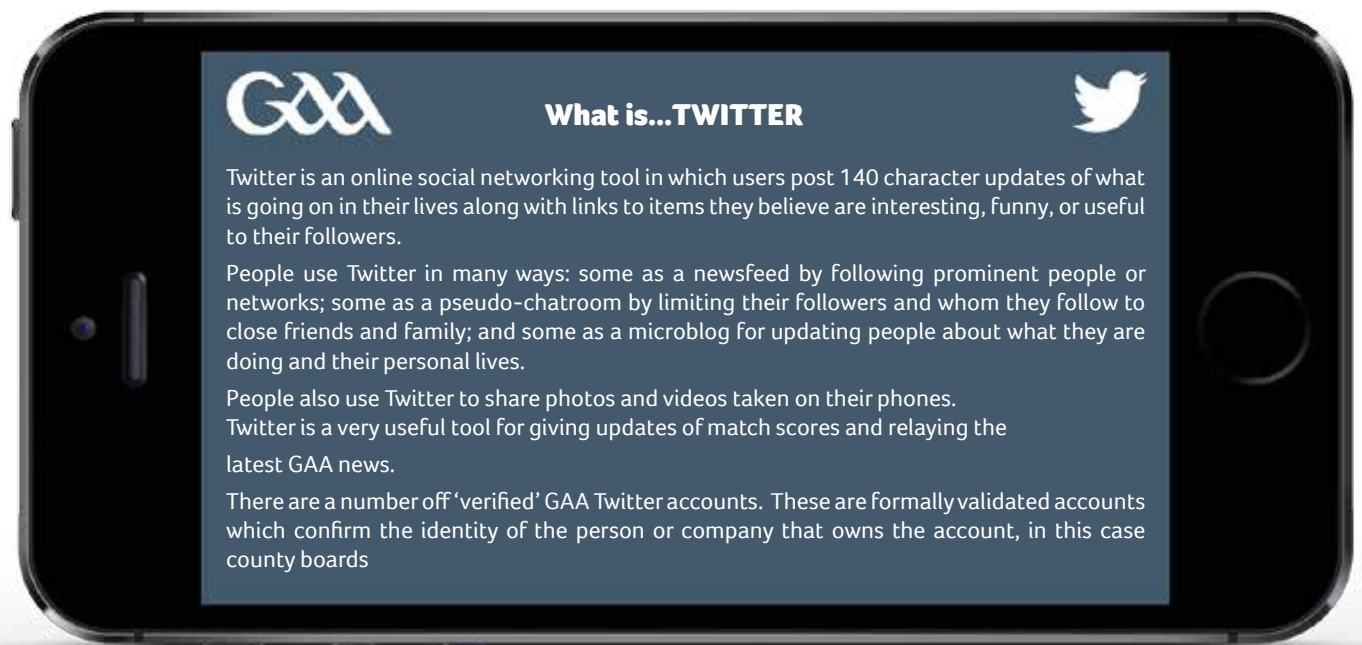 GAA
What is...TWITTER
Twitter is an online social networking tool in which users post 140 character updates of what
is going on in their lives along with links to items they believe are interesting, funny, or useful
to their followers.
People use Twitter in many ways: some as a newsfeed by following prominent people or
networks; some as a pseudo-chatroom by limiting their followers and whom they follow to
close friends and family; and some as a microblog for updating people about what they are
doing and their personal lives.
People also use Twitter to share photos and videos taken on their phones.
Twitter is a very useful tool for giving updates of match scores and relaying the
latest GAA news.
There are a number off ‘verified’ GAA Twitter accounts. These are formally validated accounts
which confirm the identity of the person or company that owns the account, in this case
county boards